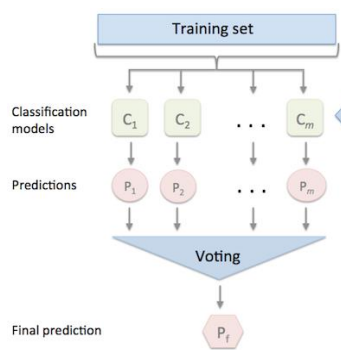 Training set
Classification
models
C1 C2 . . . Cm
Predictions
P1 P2 . . . Pm
Voting
Final prediction
Pf